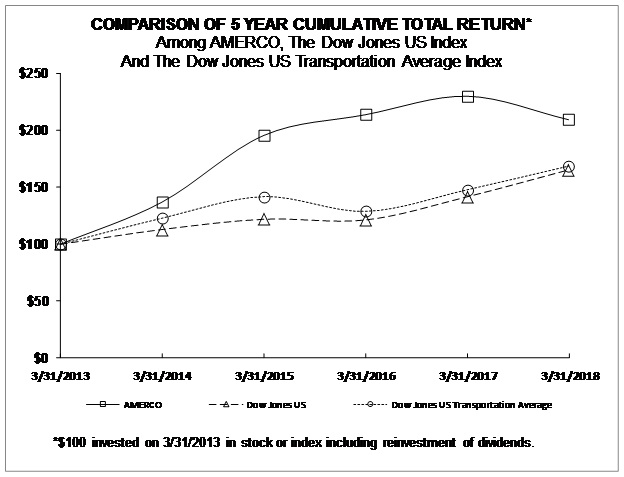 COMPARISON OF 5 YEAR CUMULATIVE TOTAL RETURN*
Among AMERCO, The Dow Jones US Index
And The Dow Jones US Transportation Average Index
$250
$200
$150
$100
$50
$0
3/31/2013 3/31/2014 3/31/2015 3/31/2016 3/31/2017 3/31/2018
AMERCO Dow Jones US Dow Jones US Transportation Average
*$100 invested on 3/31/2013 in stock or index including reinvestment of dividends.